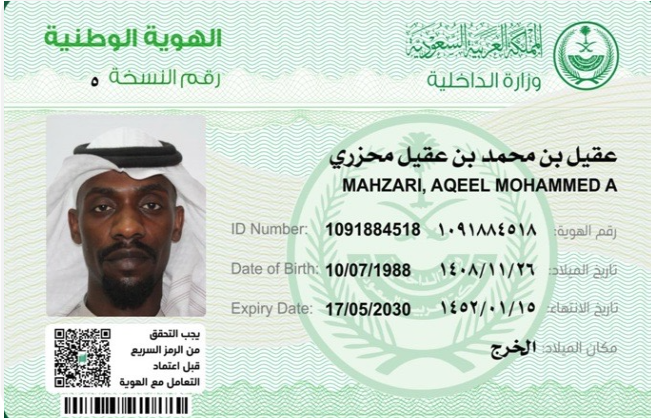 المملكة العربية السعودية
وزارة الداخلية
الهوية الوطنية
رقم النسخة ٥
عقيل بن محمد بن عقيل محزري
MAHZARI, AQEEL MOHAMMED A
ID Number: 1091884518 ١٠٩١٨٨٤٥١٨ رقم الهوية:
Date of Birth: 10/07/1988 ١٤٠٨/١١/٢٦ تاريخ الميلاد:
Expiry Date: 17/05/2030 ١٤٥٢/٠١/١٥ تاريخ الانتهاء:
مكان الميلاد: الخرج
يجب التحقق
من الرمز السريع
قبل اعتماد
التعامل مع الهوية